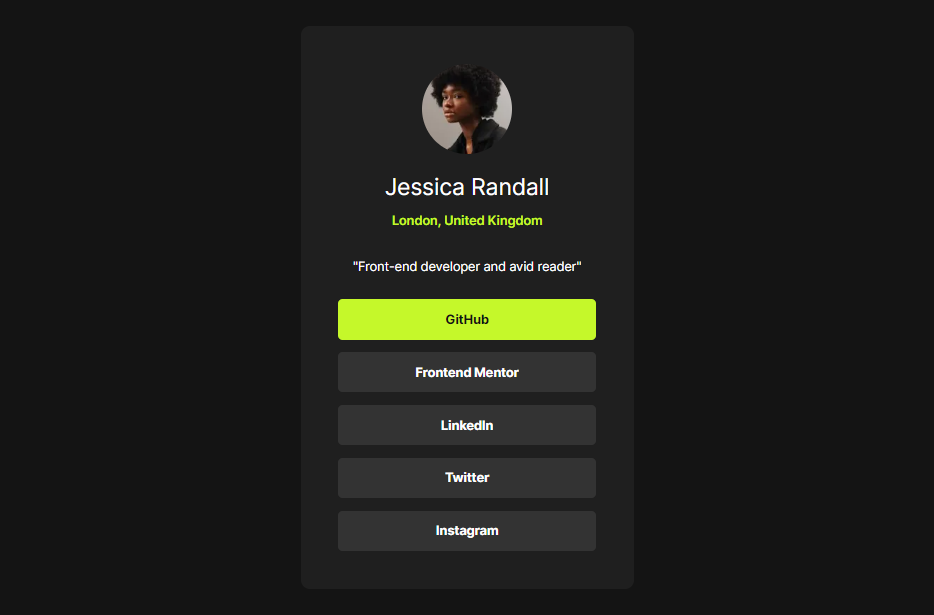 Jessica Randall
London, United Kingdom
"Front-end developer and avid reader"
GitHub
Frontend Mentor
LinkedIn
Twitter
Instagram